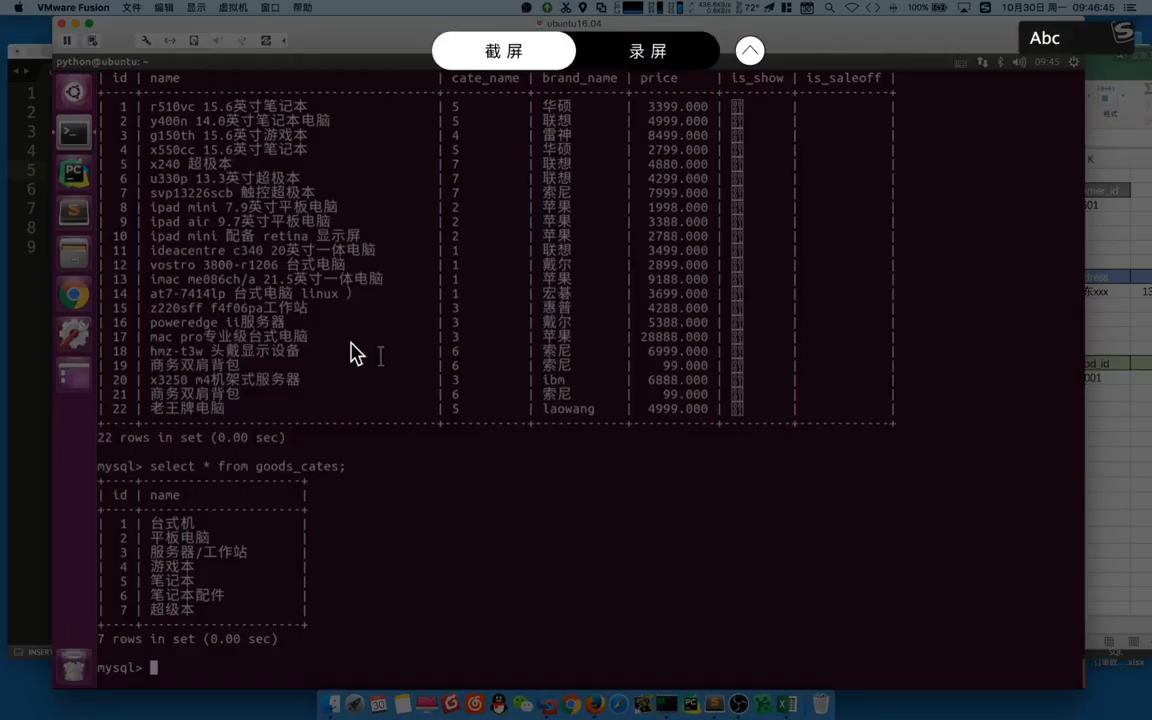 VMware Fusion 文件 编辑 显示 虚拟机 窗口 帮助 72° 100% 10月30日 周一 09:46:45
ubuntu16.04
截屏 录屏
Abc
python@ubuntu: ~ 09:45
| id | name | cate_name | brand_name | price | is_show | is_saleoff |
| 1 | r510vc 15.6英寸笔记本 | 5 | 华硕 | 3399.000 | | |
| 2 | y400n 14.0英寸笔记本电脑 | 5 | 联想 | 4999.000 | | |
| 3 | g150th 15.6英寸游戏本 | 4 | 雷神 | 8499.000 | | |
| 4 | x550cc 15.6英寸笔记本 | 5 | 华硕 | 2799.000 | | |
| 5 | x240 超极本 | 7 | 联想 | 4880.000 | | |
| 6 | u330p 13.3英寸超极本 | 7 | 联想 | 4299.000 | | |
| 7 | svp13226scb 触控超极本 | 7 | 索尼 | 7999.000 | | |
| 8 | ipad mini 7.9英寸平板电脑 | 2 | 苹果 | 1998.000 | | |
| 9 | ipad air 9.7英寸平板电脑 | 2 | 苹果 | 3388.000 | | |
| 10 | ipad mini 配备 retina 显示屏 | 2 | 苹果 | 2788.000 | | |
| 11 | ideacentre c340 20英寸一体电脑 | 1 | 联想 | 3499.000 | | |
| 12 | vostro 3800-r1206 台式电脑 | 1 | 戴尔 | 2899.000 | | |
| 13 | imac me086ch/a 21.5英寸一体电脑 | 1 | 苹果 | 9188.000 | | |
| 14 | at7-7414lp 台式电脑 linux ） | 1 | 宏碁 | 3699.000 | | |
| 15 | z220sff f4f06pa工作站 | 3 | 惠普 | 4288.000 | | |
| 16 | poweredge ii服务器 | 3 | 戴尔 | 5388.000 | | |
| 17 | mac pro专业级台式电脑 | 3 | 苹果 | 28888.000 | | |
| 18 | hmz-t3w 头戴显示设备 | 6 | 索尼 | 6999.000 | | |
| 19 | 商务双肩背包 | 6 | 索尼 | 99.000 | | |
| 20 | x3250 m4机架式服务器 | 3 | ibm | 6888.000 | | |
| 21 | 商务双肩背包 | 6 | 索尼 | 99.000 | | |
| 22 | 老王牌电脑 | 5 | laowang | 4999.000 | | |
22 rows in set (0.00 sec)
mysql> select * from goods_cates;
| id | name |
| 1 | 台式机 |
| 2 | 平板电脑 |
| 3 | 服务器/工作站 |
| 4 | 游戏本 |
| 5 | 笔记本 |
| 6 | 笔记本配件 |
| 7 | 超级本 |
7 rows in set (0.00 sec)
mysql>
1
2
3
4
5
6
7
8
9
INSERT
格式
K